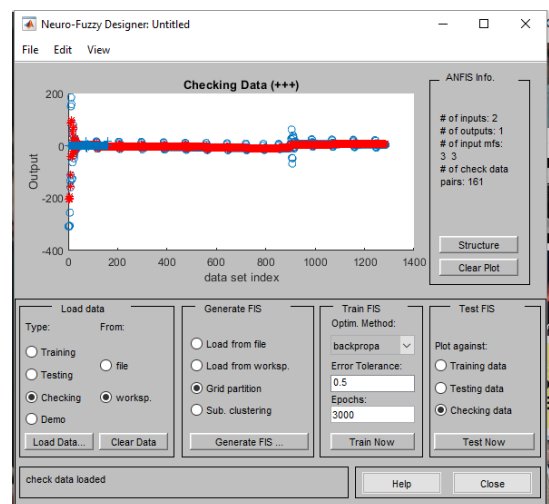 Neuro-Fuzzy Designer: Untitled
File Edit View
Checking Data (+++)
200
0
-200
-400
Output
0 200 400 600 800 1000 1200 1400
data set index
ANFIS Info.
# of inputs: 2
# of outputs: 1
# of input mfs:
3 3
# of check data
pairs: 161
Structure
Clear Plot
Load data
Type: From:
Training
Testing
Checking
Demo
file
worksp.
Load Data...
Clear Data
Generate FIS
Load from file
Load from worksp.
Grid partition
Sub. clustering
Generate FIS ...
Train FIS
Optim. Method:
backpropa
Error Tolerance:
0.5
Epochs:
3000
Train Now
Test FIS
Plot against:
Training data
Testing data
Checking data
Test Now
check data loaded
Help
Close